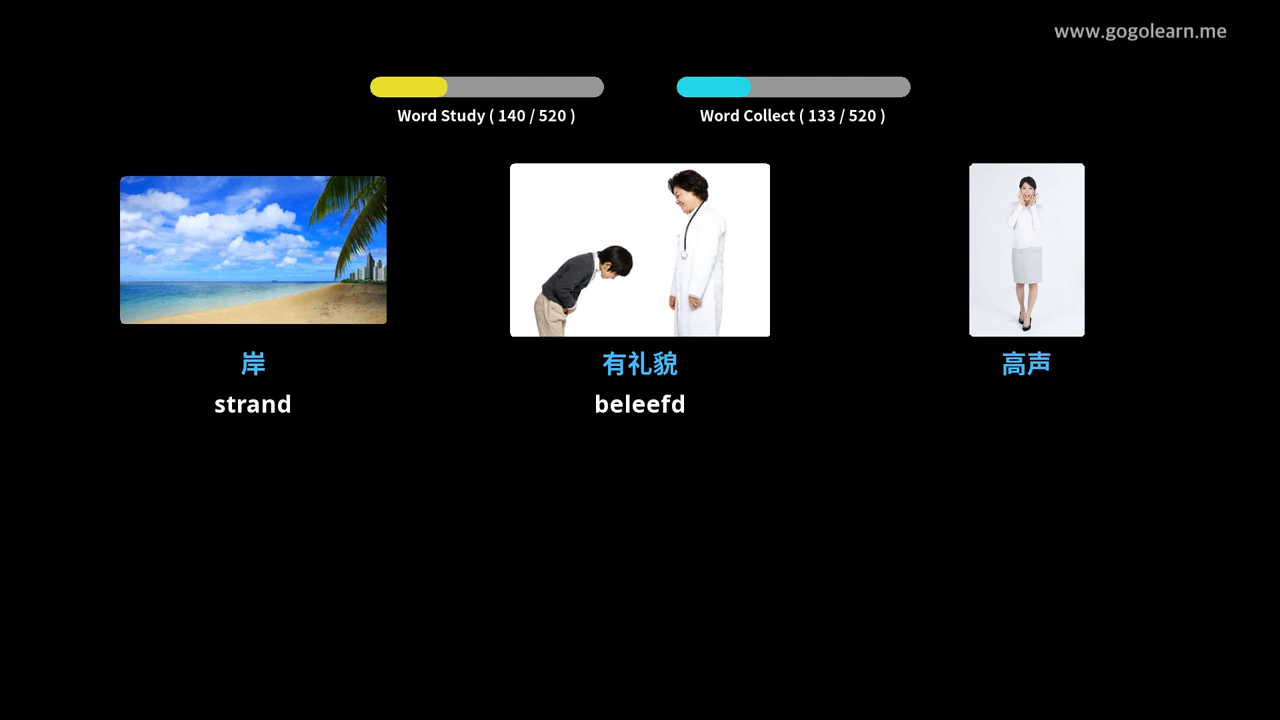 www.gogolearn.me
Word Study ( 140 / 520 )
Word Collect ( 133 / 520 )
岸
有礼貌
高声
strand
beleefd